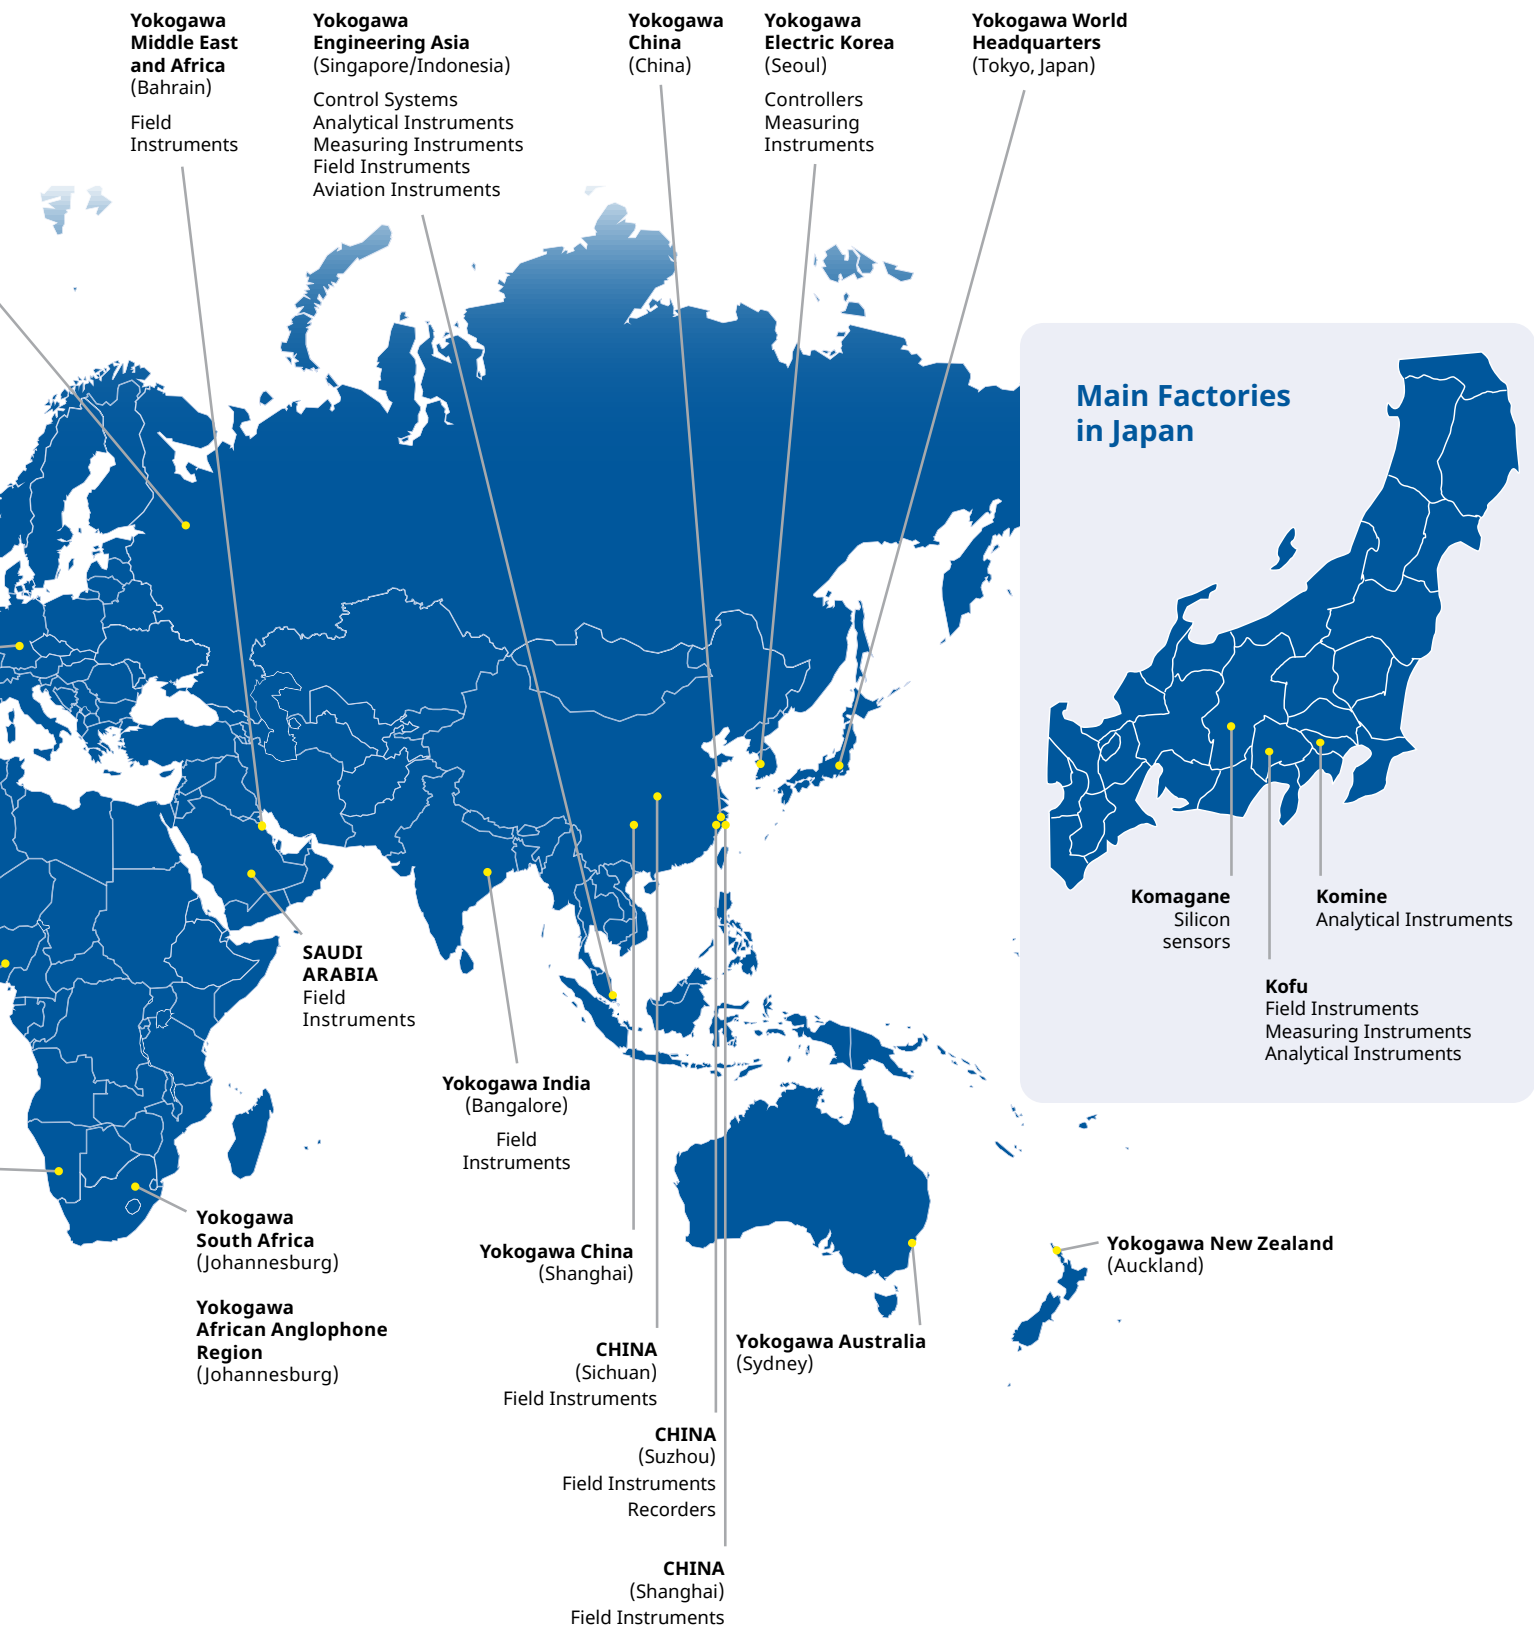 Yokogawa
Middle East
and Africa
(Bahrain)
Field
Instruments
Yokogawa
Engineering Asia
(Singapore/Indonesia)
Control Systems
Analytical Instruments
Measuring Instruments
Field Instruments
Aviation Instruments
Yokogawa
China
(China)
Yokogawa
Electric Korea
(Seoul)
Controllers
Measuring
Instruments
Yokogawa World
Headquarters
(Tokyo, Japan)
Main Factories
in Japan
Komagane
Silicon
sensors
Komine
Analytical Instruments
Kofu
Field Instruments
Measuring Instruments
Analytical Instruments
SAUDI
ARABIA
Field
Instruments
Yokogawa India
(Bangalore)
Field
Instruments
Yokogawa
South Africa
(Johannesburg)
Yokogawa
African Anglophone
Region
(Johannesburg)
Yokogawa China
(Shanghai)
Yokogawa New Zealand
(Auckland)
Yokogawa Australia
(Sydney)
CHINA
(Sichuan)
Field Instruments
CHINA
(Suzhou)
Field Instruments
Recorders
CHINA
(Shanghai)
Field Instruments